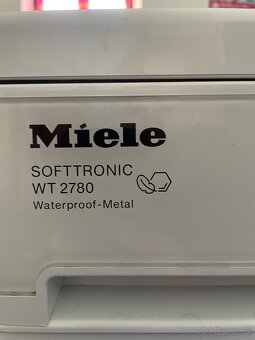 Miele
SOFTTRONIC
WT 2780
Waterproof-Metal